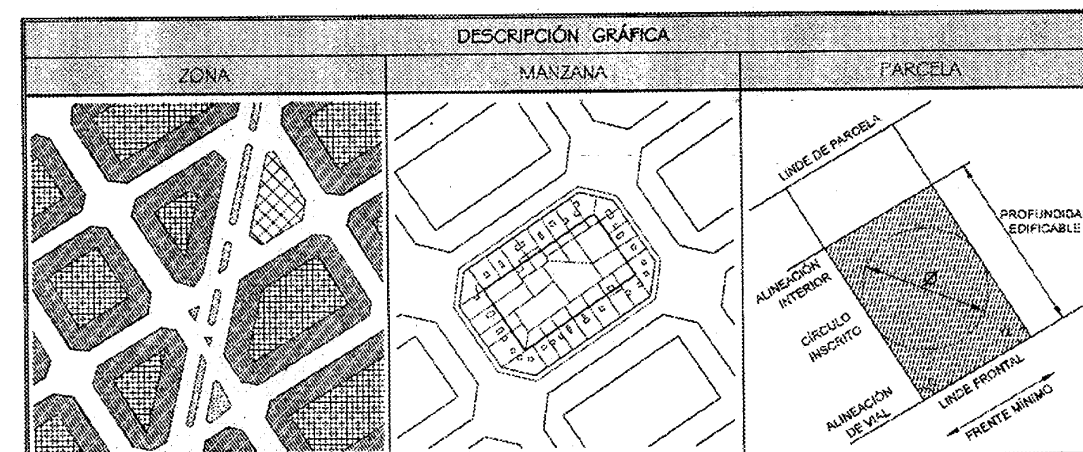 DESCRIPCIÓN GRÁFICA
ZONA
MANZANA
PARCELA
LINDE DE PARCELA
PROFUNDIDA
EDIFICABLE
ALINEACIÓN
INTERIOR
CÍRCULO
INSCRITO
ALINEACIÓN
DE VIAL
LINDE FRONTAL
FRENTE MÍNIMO